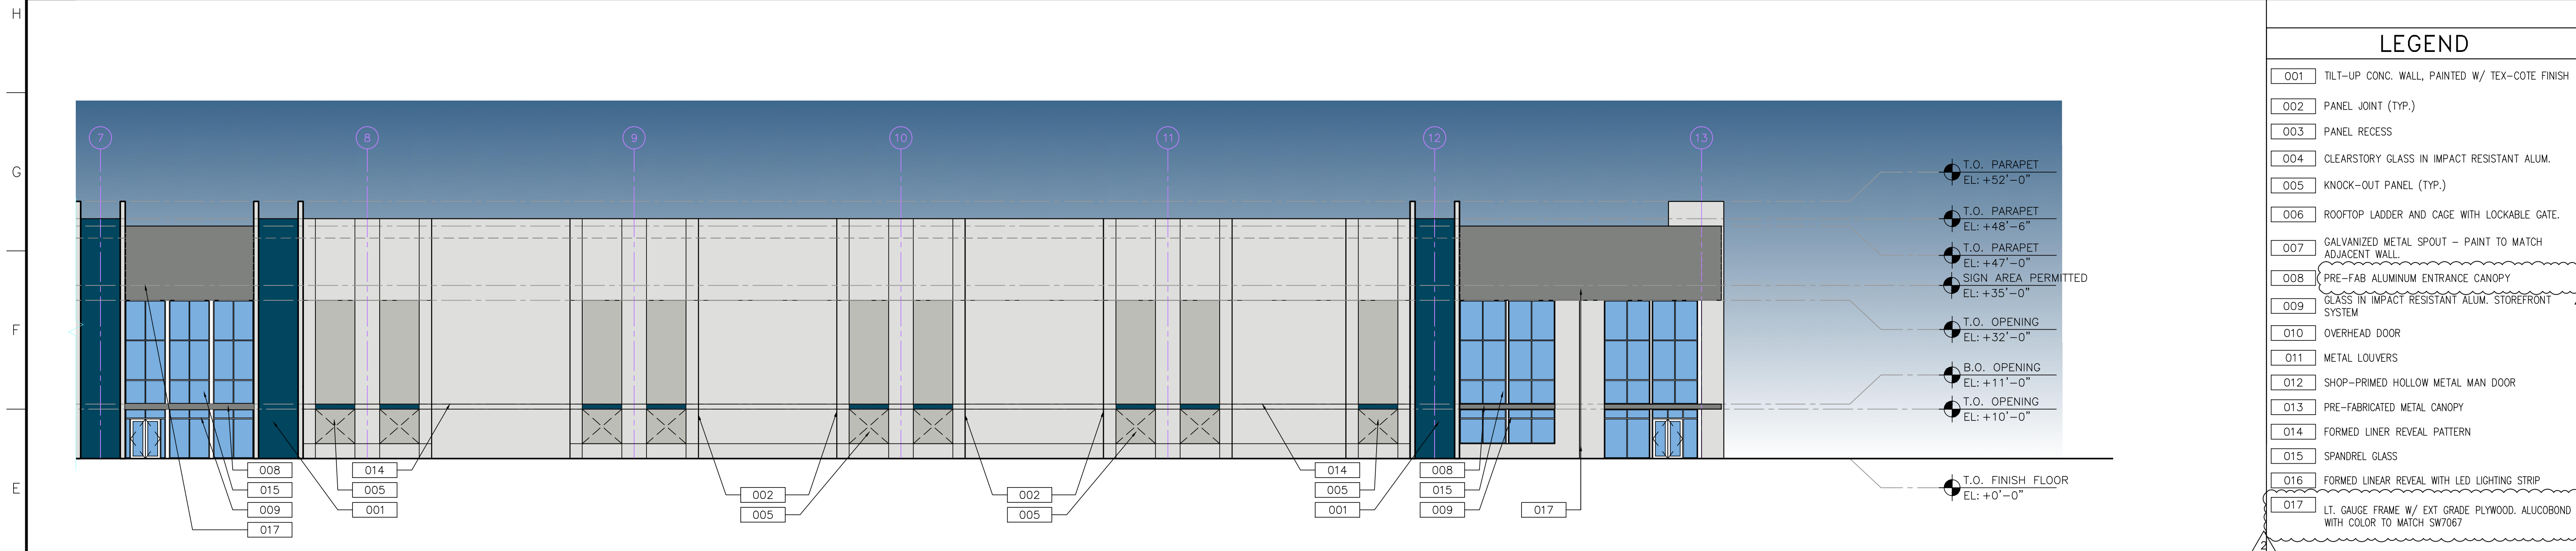 H
G
F
E
7
8
9
10
11
12
13
T.O. PARAPET
EL: +52'-0"
T.O. PARAPET
EL: +48'-6"
T.O. PARAPET
EL: +47'-0"
SIGN AREA PERMITTED
EL: +35'-0"
T.O. OPENING
EL: +32'-0"
B.O. OPENING
EL: +11'-0"
T.O. OPENING
EL: +10'-0"
T.O. FINISH FLOOR
EL: +0'-0"
008
015
009
017
014
005
001
002
005
002
005
014
005
001
008
015
009
017
LEGEND
001 TILT-UP CONC. WALL, PAINTED W/ TEX-COTE FINISH
002 PANEL JOINT (TYP.)
003 PANEL RECESS
004 CLEARSTORY GLASS IN IMPACT RESISTANT ALUM.
005 KNOCK-OUT PANEL (TYP.)
006 ROOFTOP LADDER AND CAGE WITH LOCKABLE GATE.
007 GALVANIZED METAL SPOUT - PAINT TO MATCH
ADJACENT WALL.
008 PRE-FAB ALUMINUM ENTRANCE CANOPY
009 GLASS IN IMPACT RESISTANT ALUM. STOREFRONT
SYSTEM
010 OVERHEAD DOOR
011 METAL LOUVERS
012 SHOP-PRIMED HOLLOW METAL MAN DOOR
013 PRE-FABRICATED METAL CANOPY
014 FORMED LINER REVEAL PATTERN
015 SPANDREL GLASS
016 FORMED LINEAR REVEAL WITH LED LIGHTING STRIP
017 LT. GAUGE FRAME W/ EXT GRADE PLYWOOD. ALUCOBOND
WITH COLOR TO MATCH SW7067
2